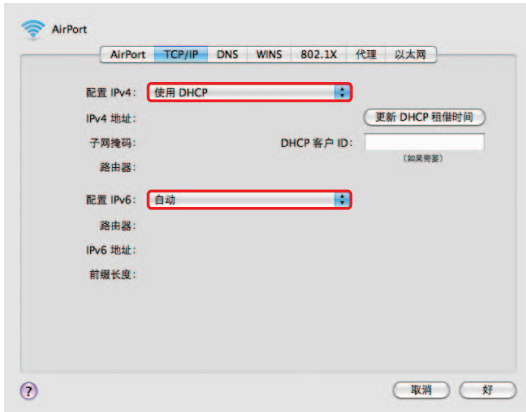 AirPort
AirPort TCP/IP DNS WINS 802.1X 代理 以太网
配置 IPv4: 使用 DHCP
IPv4 地址: 更新 DHCP 租借时间
子网掩码: DHCP 客户 ID:
路由器: (如果需要)
配置 IPv6: 自动
路由器:
IPv6 地址:
前缀长度:
? 取消 好